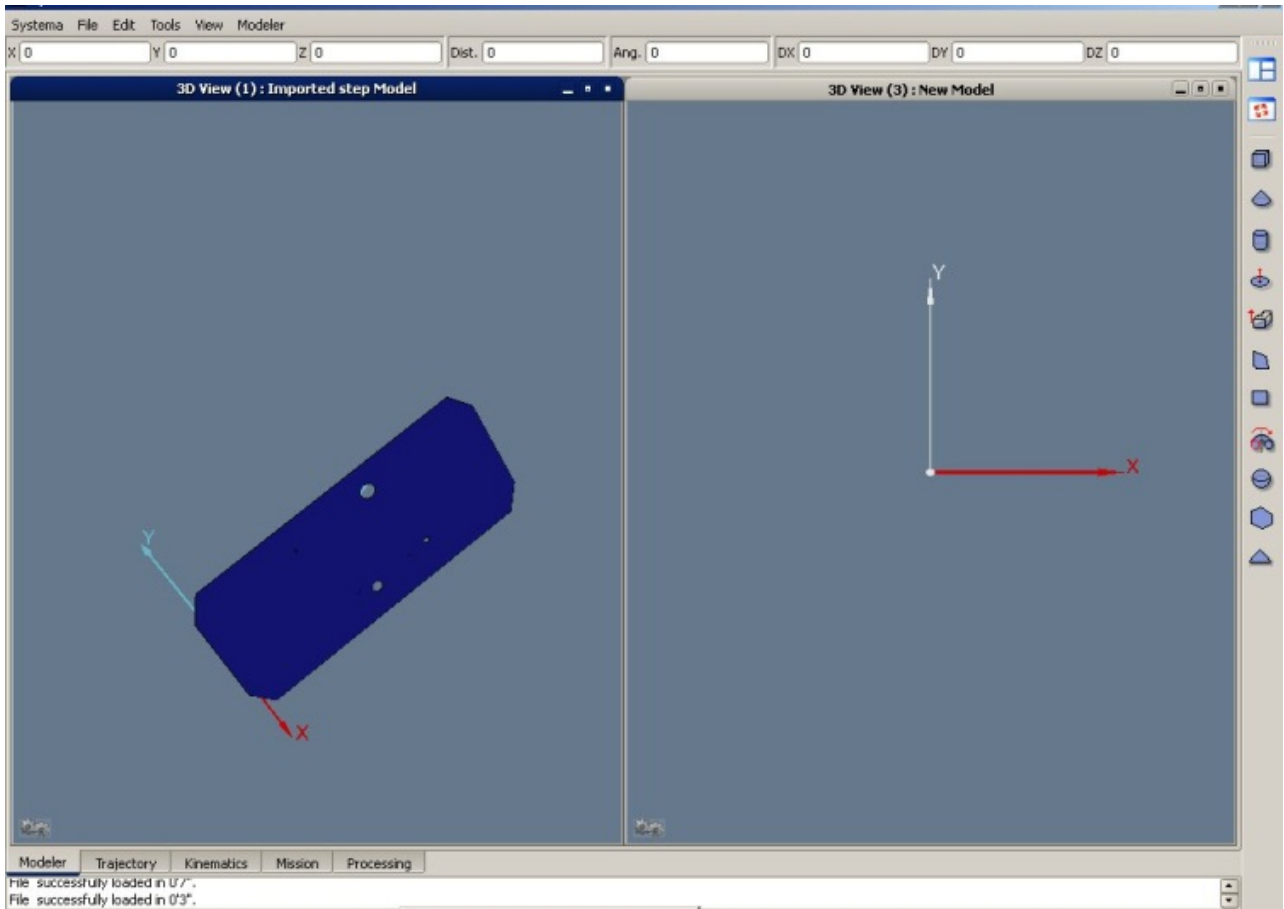 Systema File Edit Tools View Modeler
X 0 Y 0 Z 0 Dist. 0 Ang. 0 DX 0 DY 0 DZ 0
3D View (1) : Imported step Model
3D View (3) : New Model
Y
X
Y
X
Modeler Trajectory Kinematics Mission Processing
File successfully loaded in 0'7".
File successfully loaded in 0'3".